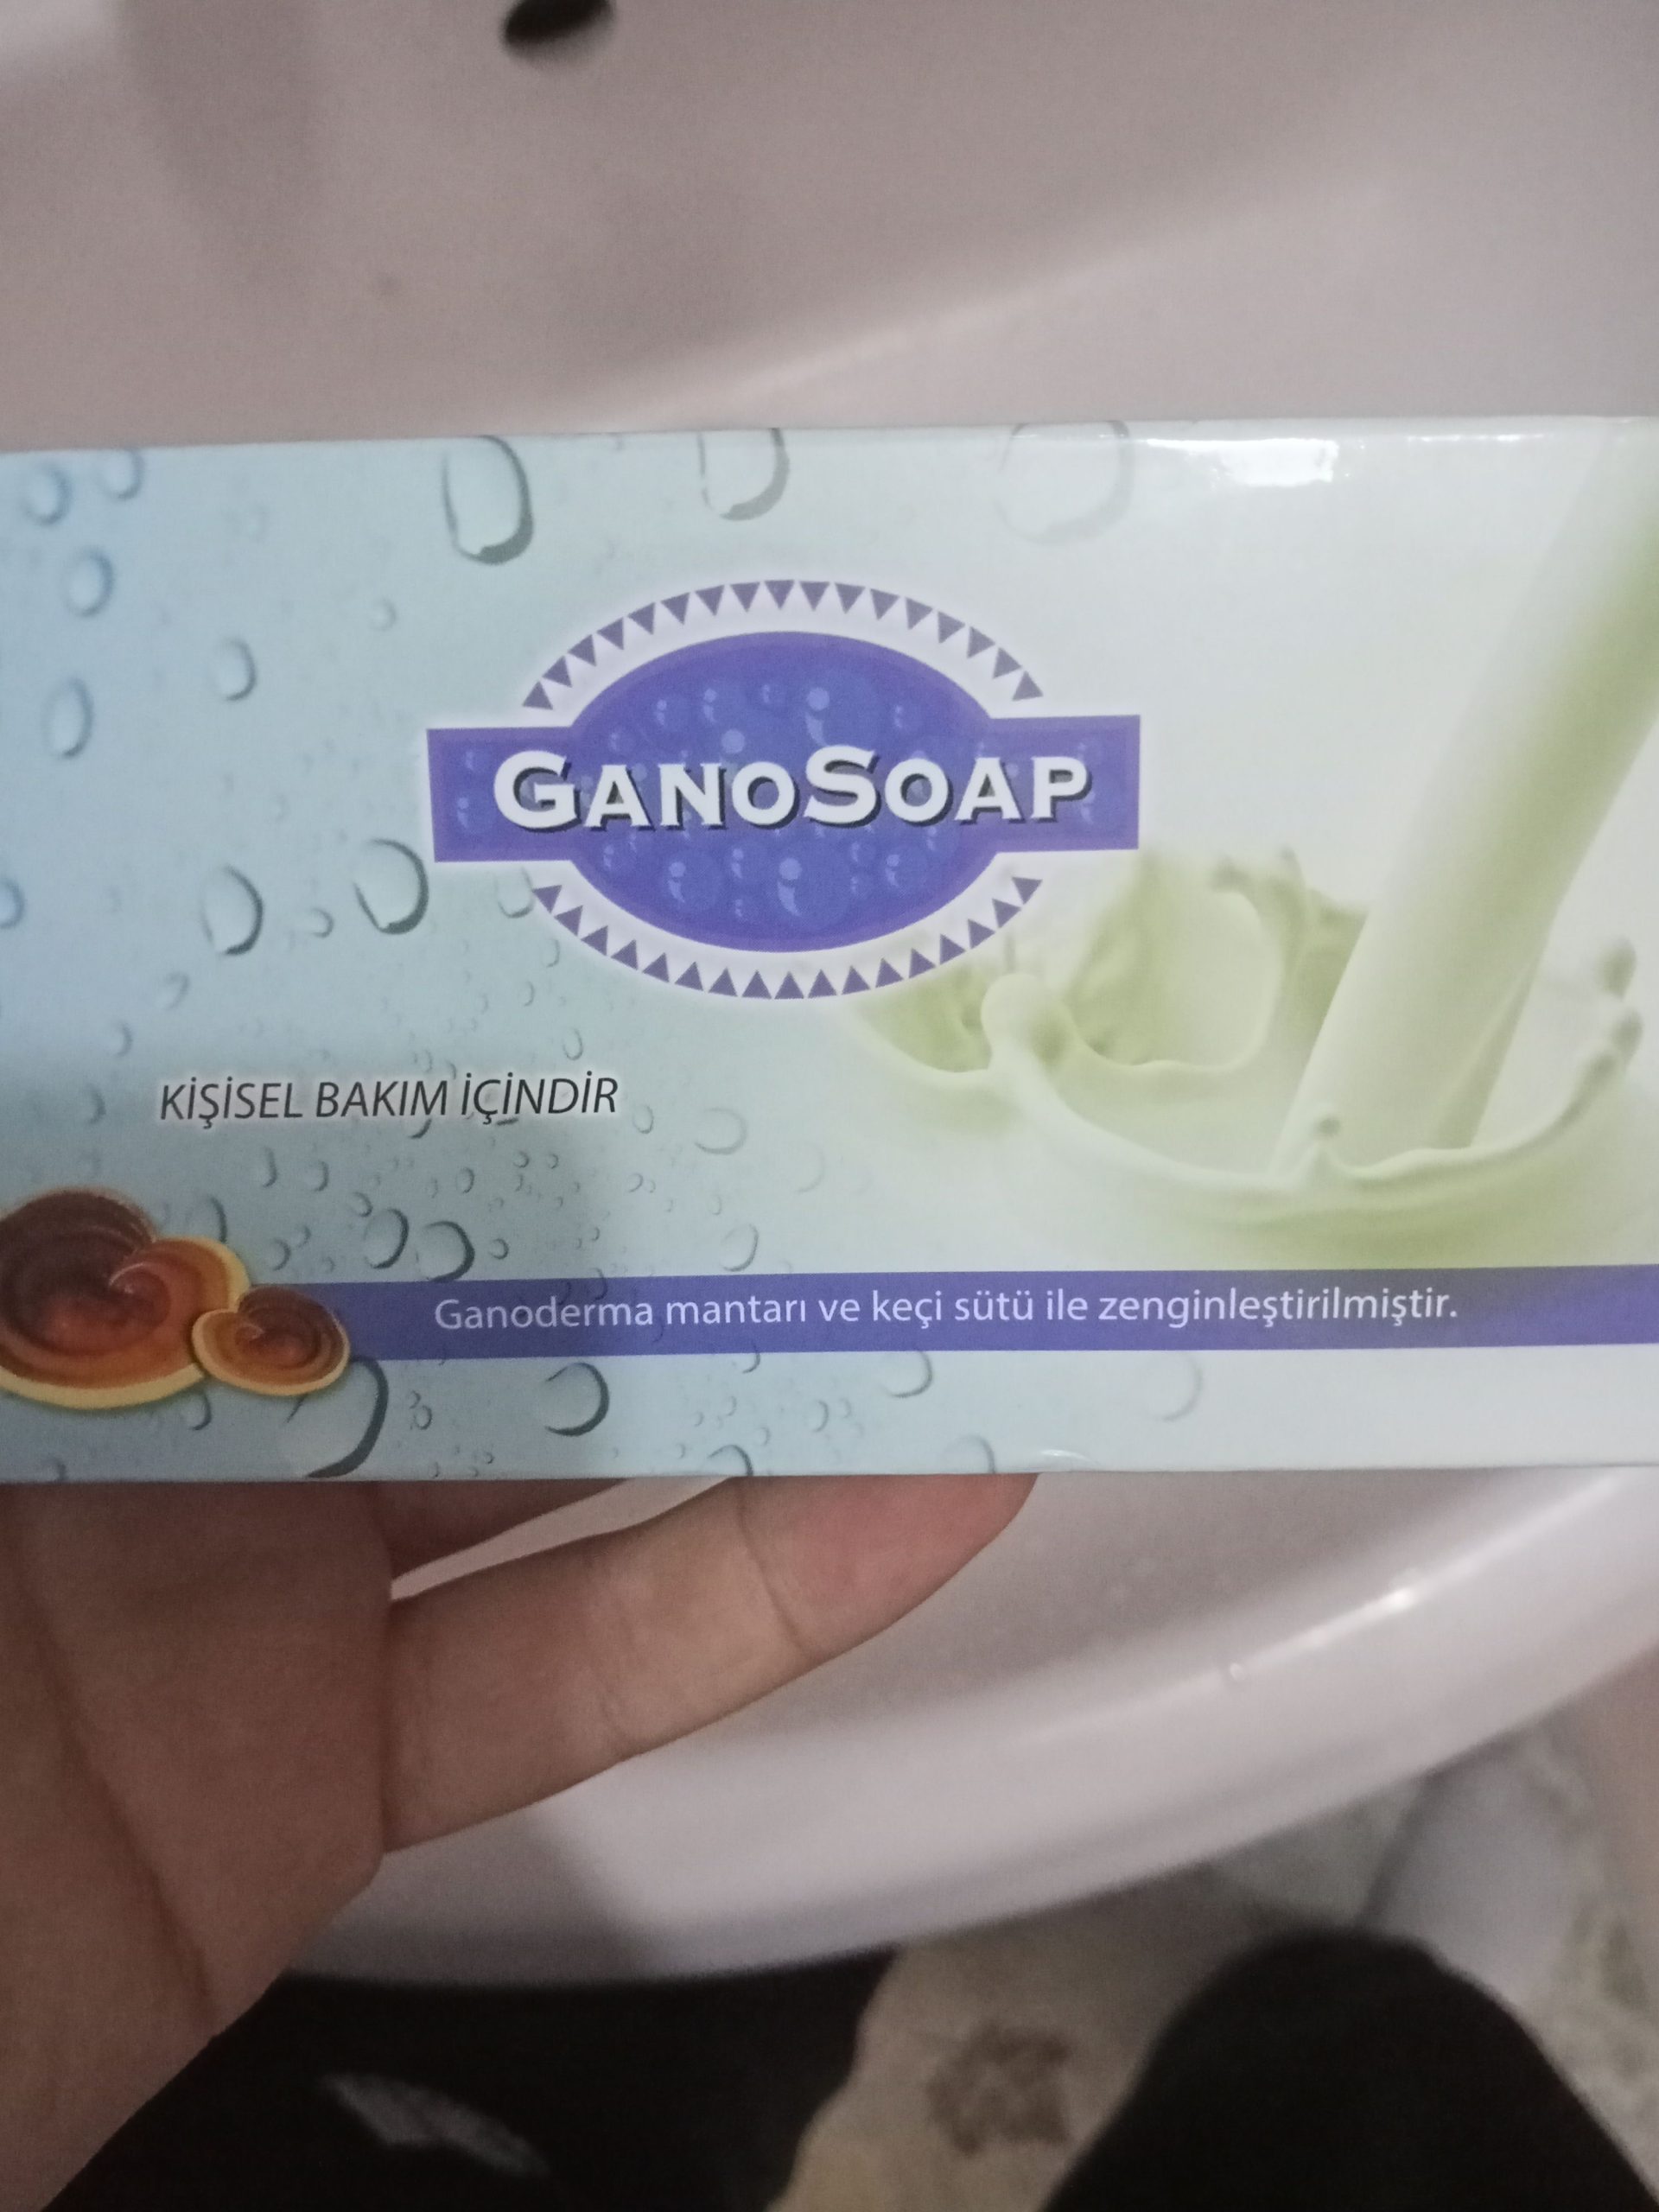 GANOSOAP
KİŞİSEL BAKIM İÇİNDİR
Ganoderma mantarı ve keçi sütü ile zenginleştirilmiştir.